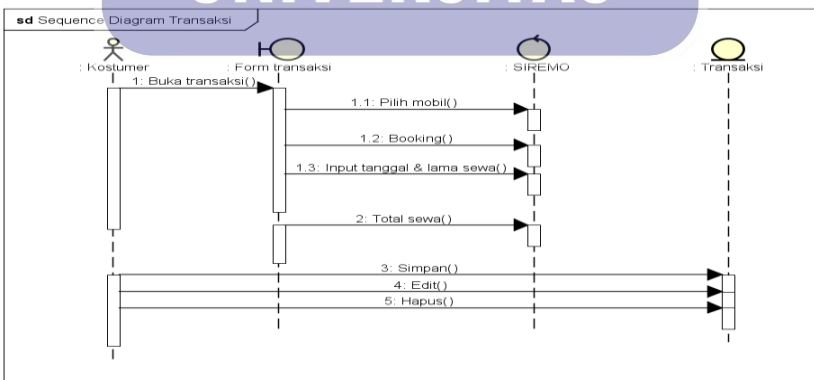 UNIVERSITAS
sd Sequence Diagram Transaksi
: Kostumer
: Form transaksi
: SIREMO
: Transaksi
1: Buka transaksi()
1.1: Pilih mobil()
1.2: Booking()
1.3: Input tanggal & lama sewa()
2: Total sewa()
3: Simpan()
4: Edit()
5: Hapus()